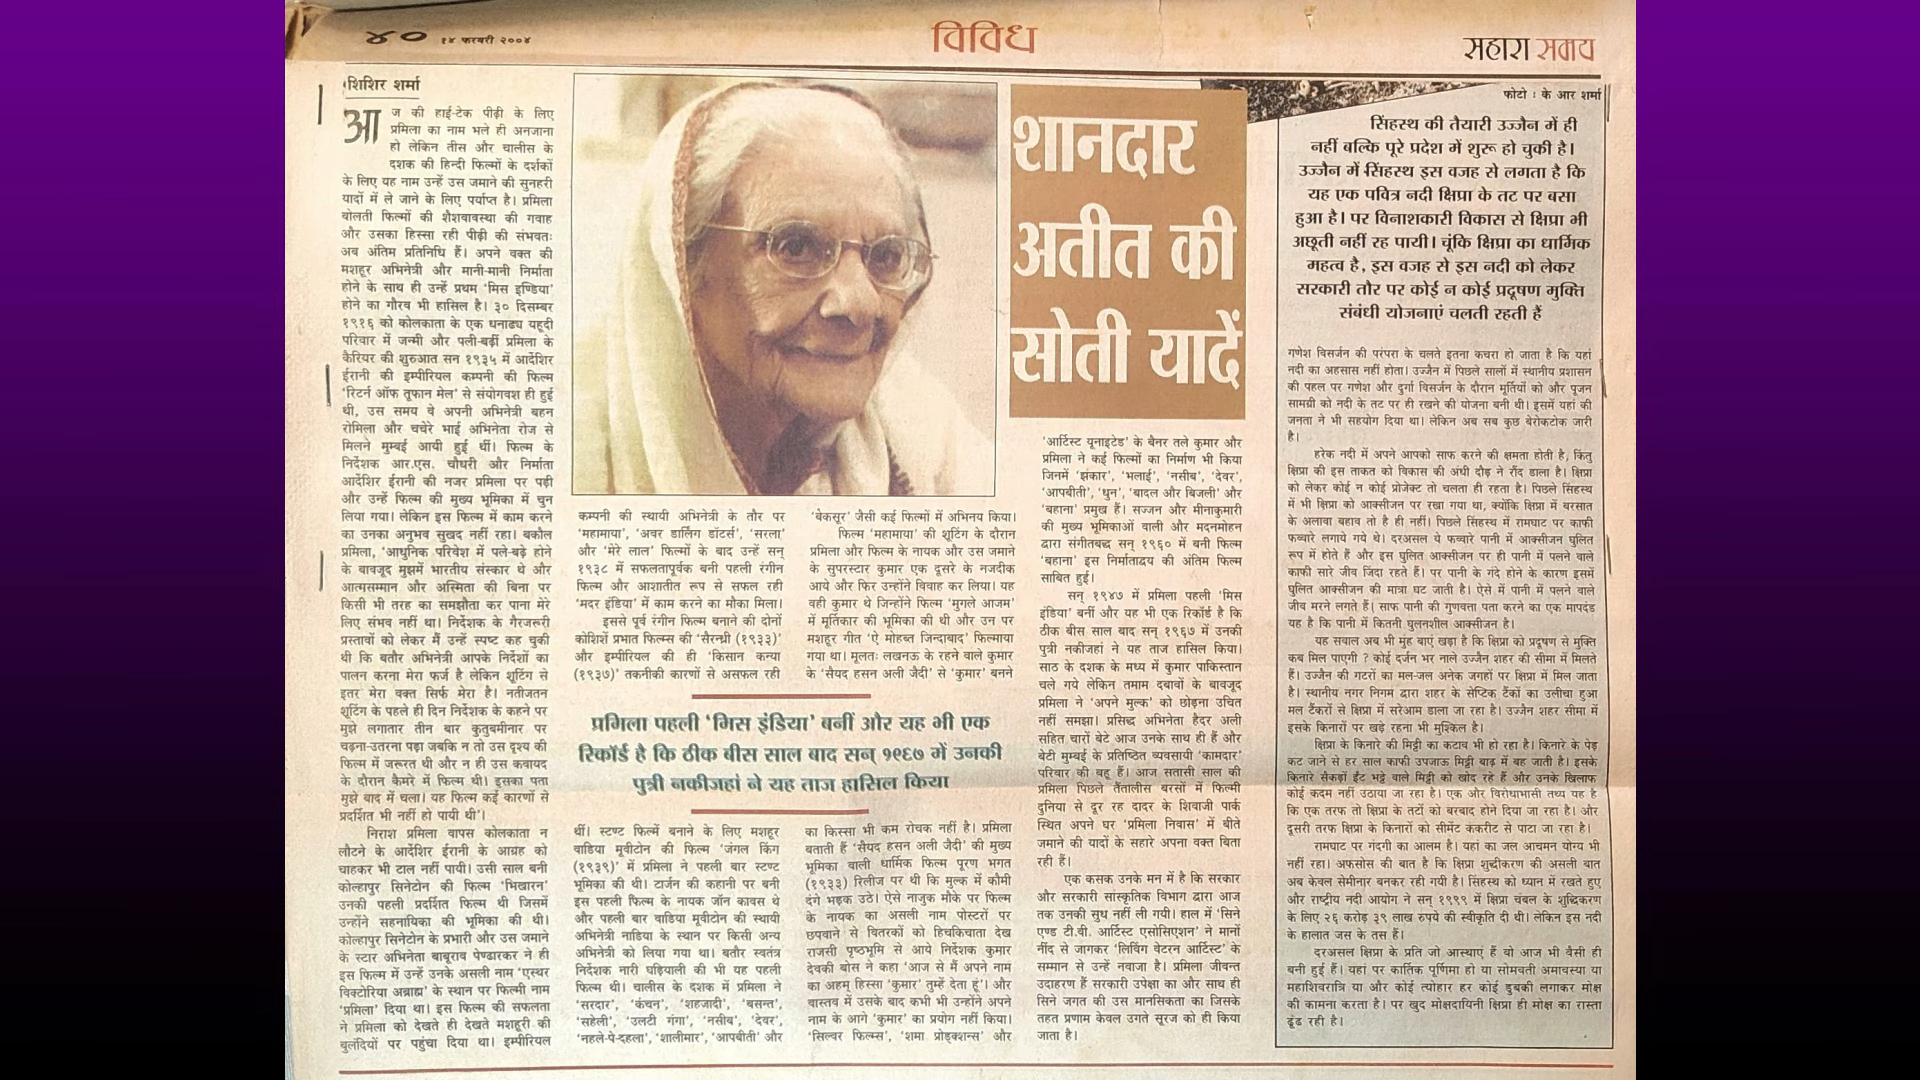 ४० १४ फरवरी २००४
विविध
सहारा समय
शिशिर शर्मा
आज की हाई-टेक पीढ़ी के लिए
प्रमिला का नाम भले ही अनजाना
हो लेकिन तीस और चालीस के
दशक की हिन्दी फिल्मों के दर्शकों
के लिए यह नाम उन्हें उस जमाने की सुनहरी
यादों में ले जाने के लिए पर्याप्त है। प्रमिला
बोलती फिल्मों की शैशवावस्था की गवाह
और उसका हिस्सा रही पीढ़ी की संभवतः
अब अंतिम प्रतिनिधि हैं। अपने वक्त की
मशहूर अभिनेत्री और मानी-मानी निर्माता
होने के साथ ही उन्हें प्रथम 'मिस इण्डिया'
होने का गौरव भी हासिल है। ३० दिसम्बर
१९१६ को कोलकाता के एक धनाढ्य यहूदी
परिवार में जन्मी और पली-बढ़ीं प्रमिला के
कैरियर की शुरुआत सन १९३५ में आर्देशिर
ईरानी की इम्पीरियल कम्पनी की फिल्म
'रिटर्न ऑफ तूफान मेल' से संयोगवश ही हुई
थी, उस समय वे अपनी अभिनेत्री बहन
रोमिला और चचेरे भाई अभिनेता रोज से
मिलने मुम्बई आयी हुई थीं। फिल्म के
निर्देशक आर.एस. चौधरी और निर्माता
आर्देशिर ईरानी की नजर प्रमिला पर पड़ी
और उन्हें फिल्म की मुख्य भूमिका में चुन
लिया गया। लेकिन इस फिल्म में काम करने
का उनका अनुभव सुखद नहीं रहा। बकौल
प्रमिला, 'आधुनिक परिवेश में पले-बढ़े होने
के बावजूद मुझमें भारतीय संस्कार थे और
आत्मसम्मान और अस्मिता की बिना पर
किसी भी तरह का समझौता कर पाना मेरे
लिए संभव नहीं था। निर्देशक के गैरजरूरी
प्रस्तावों को लेकर मैं उन्हें स्पष्ट कह चुकी
थी कि बतौर अभिनेत्री आपके निर्देशों का
पालन करना मेरा फर्ज है लेकिन शूटिंग से
इतर मेरा वक्त सिर्फ मेरा है। नतीजतन
शूटिंग के पहले ही दिन निर्देशक के कहने पर
मुझे लगातार तीन बार कुतुबमीनार पर
चढ़ना-उतरना पड़ा जबकि न तो उस दृश्य की
फिल्म में जरूरत थी और न ही उस कवायद
के दौरान कैमरे में फिल्म थी। इसका पता
मुझे बाद में चला। यह फिल्म कई कारणों से
प्रदर्शित भी नहीं हो पायी थी'।
निराश प्रमिला वापस कोलकाता न
लौटने के आर्देशिर ईरानी के आग्रह को
चाहकर भी टाल नहीं पायी। उसी साल बनी
कोल्हापुर सिनेटोन की फिल्म 'भिखारन'
उनकी पहली प्रदर्शित फिल्म थी जिसमें
उन्होंने सहनायिका की भूमिका की थी।
कोल्हापुर सिनेटोन के प्रभारी और उस जमाने
के स्टार अभिनेता बाबूराव पेण्ढारकर ने ही
इस फिल्म में उन्हें उनके असली नाम 'एस्थर
विक्टोरिया अब्राह्म' के स्थान पर फिल्मी नाम
'प्रमिला' दिया था। इस फिल्म की सफलता
ने प्रमिला को देखते ही देखते मशहूरी की
बुलंदियों पर पहुंचा दिया था। इम्पीरियल
कम्पनी की स्थायी अभिनेत्री के तौर पर
'महामाया', 'अवर डार्लिंग डॉटर्स', 'सरला'
और 'मेरे लाल' फिल्मों के बाद उन्हें सन्
१९३८ में सफलतापूर्वक बनी पहली रंगीन
फिल्म और आशातीत रूप से सफल रही
'मदर इंडिया' में काम करने का मौका मिला।
इससे पूर्व रंगीन फिल्म बनाने की दोनों
कोशिशें प्रभात फिल्म्स की 'सैरन्ध्री (१९३३)'
और इम्पीरियल की ही 'किसान कन्या
(१९३७)' तकनीकी कारणों से असफल रही
प्रमिला पहली 'मिस इंडिया' बनीं और यह भी एक
रिकॉर्ड है कि ठीक बीस साल बाद सन् १९६७ में उनकी
पुत्री नकीजहां ने यह ताज हासिल किया
थीं। स्टण्ट फिल्में बनाने के लिए मशहूर
वाडिया मूवीटोन की फिल्म 'जंगल किंग
(१९३९)' में प्रमिला ने पहली बार स्टण्ट
भूमिका की थी। टार्जन की कहानी पर बनी
इस पहली फिल्म के नायक जॉन कावस थे
और पहली बार वाडिया मूवीटोन की स्थायी
अभिनेत्री नाडिया के स्थान पर किसी अन्य
अभिनेत्री को लिया गया था। बतौर स्वतंत्र
निर्देशक नारी घड़ियाली की भी यह पहली
फिल्म थी। चालीस के दशक में प्रमिला ने
'सरदार', 'कंचन', 'शहजादी', 'बसन्त',
'सहेली', 'उलटी गंगा', 'नसीब', 'देवर',
'नहले-पे-दहला', 'शालीमार', 'आपबीती' और
'बेकसूर' जैसी कई फिल्मों में अभिनय किया।
फिल्म 'महामाया' की शूटिंग के दौरान
प्रमिला और फिल्म के नायक और उस जमाने
के सुपरस्टार कुमार एक दूसरे के नजदीक
आये और फिर उन्होंने विवाह कर लिया। यह
वही कुमार थे जिन्होंने फिल्म 'मुगले आजम'
में मूर्तिकार की भूमिका की थी और उन पर
मशहूर गीत 'ऐ मोहब्त जिन्दाबाद' फिल्माया
गया था। मूलतः लखनऊ के रहने वाले कुमार
के 'सैयद हसन अली जैदी' से 'कुमार' बनने
का किस्सा भी कम रोचक नहीं है। प्रमिला
बताती हैं 'सैयद हसन अली जैदी' की मुख्य
भूमिका वाली धार्मिक फिल्म पूरण भगत
(१९३३) रिलीज पर थी कि मुल्क में कौमी
दंगे भड़क उठे। ऐसे नाजुक मौके पर फिल्म
के नायक का असली नाम पोस्टरों पर
छपवाने से वितरकों को हिचकिचाता देख
राजसी पृष्ठभूमि से आये निर्देशक कुमार
देवकी बोस ने कहा 'आज से मैं अपने नाम
का अहम् हिस्सा 'कुमार' तुम्हें देता हूं'। और
वास्तव में उसके बाद कभी भी उन्होंने अपने
नाम के आगे 'कुमार' का प्रयोग नहीं किया।
'सिल्वर फिल्म्स', 'शमा प्रोड्क्शन्स' और
शानदार
अतीत की
सोती यादें
'आर्टिस्ट यूनाइटेड' के बैनर तले कुमार और
प्रमिला ने कई फिल्मों का निर्माण भी किया
जिनमें 'झंकार', 'भलाई', 'नसीब', 'देवर',
'आपबीती', 'धुन', 'बादल और बिजली' और
'बहाना' प्रमुख हैं। सज्जन और मीनाकुमारी
की मुख्य भूमिकाओं वाली और मदनमोहन
द्वारा संगीतबद्ध सन् १९६० में बनी फिल्म
'बहाना' इस निर्माताद्वय की अंतिम फिल्म
साबित हुई।
सन् १९४७ में प्रमिला पहली 'मिस
इंडिया' बनीं और यह भी एक रिकॉर्ड है कि
ठीक बीस साल बाद सन् १९६७ में उनकी
पुत्री नकीजहां ने यह ताज हासिल किया।
साठ के दशक के मध्य में कुमार पाकिस्तान
चले गये लेकिन तमाम दबावों के बावजूद
प्रमिला ने 'अपने मुल्क' को छोड़ना उचित
नहीं समझा। प्रसिद्ध अभिनेता हैदर अली
सहित चारों बेटे आज उनके साथ ही हैं और
बेटी मुम्बई के प्रतिष्ठित व्यवसायी 'कामदार'
परिवार की बहू हैं। आज सतासी साल की
प्रमिला पिछले तैंतालीस बरसों में फिल्मी
दुनिया से दूर रह दादर के शिवाजी पार्क
स्थित अपने घर 'प्रमिला निवास' में बीते
जमाने की यादों के सहारे अपना वक्त बिता
रही हैं।
एक कसक उनके मन में है कि सरकार
और सरकारी सांस्कृतिक विभाग द्वारा आज
तक उनकी सुध नहीं ली गयी। हाल में 'सिने
एण्ड टी.वी. आर्टिस्ट एसोसिएशन' ने मानों
नींद से जागकर 'लिविंग वेटरन आर्टिस्ट' के
सम्मान से उन्हें नवाजा है। प्रमिला जीवन्त
उदाहरण हैं सरकारी उपेक्षा का और साथ ही
सिने जगत की उस मानसिकता का जिसके
तहत प्रणाम केवल उगते सूरज को ही किया
जाता है।
फोटो : के आर शर्मा
सिंहस्थ की तैयारी उज्जैन में ही
नहीं बल्कि पूरे प्रदेश में शुरू हो चुकी है।
उज्जैन में सिंहस्थ इस वजह से लगता है कि
यह एक पवित्र नदी क्षिप्रा के तट पर बसा
हुआ है। पर विनाशकारी विकास से क्षिप्रा भी
अछूती नहीं रह पायी। चूंकि क्षिप्रा का धार्मिक
महत्व है, इस वजह से इस नदी को लेकर
सरकारी तौर पर कोई न कोई प्रदूषण मुक्ति
संबंधी योजनाएं चलती रहती हैं
गणेश विसर्जन की परंपरा के चलते इतना कचरा हो जाता है कि यहां
नदी का अहसास नहीं होता। उज्जैन में पिछले सालों में स्थानीय प्रशासन
की पहल पर गणेश और दुर्गा विसर्जन के दौरान मूर्तियों को और पूजन
सामग्री को नदी के तट पर ही रखने की योजना बनी थी। इसमें यहां की
जनता ने भी सहयोग दिया था। लेकिन अब सब कुछ बेरोकटोक जारी
है।
हरेक नदी में अपने आपको साफ करने की क्षमता होती है, किंतु
क्षिप्रा की इस ताकत को विकास की अंधी दौड़ ने रौंद डाला है। क्षिप्रा
को लेकर कोई न कोई प्रोजेक्ट तो चलता ही रहता है। पिछले सिंहस्थ
में भी क्षिप्रा को आक्सीजन पर रखा गया था, क्योंकि क्षिप्रा में बरसात
के अलावा बहाव तो है ही नहीं। पिछले सिंहस्थ में रामघाट पर काफी
फव्वारे लगाये गये थे। दरअसल ये फव्वारे पानी में आक्सीजन घुलित
रूप में होते हैं और इस घुलित आक्सीजन पर ही पानी में पलने वाले
काफी सारे जीव जिंदा रहते हैं। पर पानी के गंदे होने के कारण इसमें
घुलित आक्सीजन की मात्रा घट जाती है। ऐसे में पानी में पलने वाले
जीव मरने लगते हैं। साफ पानी की गुणवत्ता पता करने का एक मापदंड
यह है कि पानी में कितनी घुलनशील आक्सीजन है।
यह सवाल अब भी मुंह बाएं खड़ा है कि क्षिप्रा को प्रदूषण से मुक्ति
कब मिल पाएगी ? कोई दर्जन भर नाले उज्जैन शहर की सीमा में मिलते
हैं। उज्जैन की गटरों का मल-जल अनेक जगहों पर क्षिप्रा में मिल जाता
है। स्थानीय नगर निगम द्वारा शहर के सेप्टिक टैंकों का उलीचा हुआ
मल टैंकरों से क्षिप्रा में सरेआम डाला जा रहा है। उज्जैन शहर सीमा में
इसके किनारों पर खड़े रहना भी मुश्किल है।
क्षिप्रा के किनारे की मिट्टी का कटाव भी हो रहा है। किनारे के पेड़
कट जाने से हर साल काफी उपजाऊ मिट्टी बाढ़ में बह जाती है। इसके
किनारे सैकड़ों ईंट भट्टे वाले मिट्टी को खोद रहे हैं और उनके खिलाफ
कोई कदम नहीं उठाया जा रहा है। एक और विरोधाभासी तथ्य यह है
कि एक तरफ तो क्षिप्रा के तटों को बरबाद होने दिया जा रहा है। और
दूसरी तरफ क्षिप्रा के किनारों को सीमेंट कंकरीट से पाटा जा रहा है।
रामघाट पर गंदगी का आलम है। यहां का जल आचमन योग्य भी
नहीं रहा। अफसोस की बात है कि क्षिप्रा शुद्धीकरण की असली बात
अब केवल सेमीनार बनकर रही गयी है। सिंहस्थ को ध्यान में रखते हुए
और राष्ट्रीय नदी आयोग ने सन् १९९९ में क्षिप्रा चंबल के शुद्धिकरण
के लिए २६ करोड़ ३९ लाख रुपये की स्वीकृति दी थी। लेकिन इस नदी
के हालात जस के तस हैं।
दरअसल क्षिप्रा के प्रति जो आस्थाएं हैं वो आज भी वैसी ही
बनी हुई हैं। यहां पर कार्तिक पूर्णिमा हो या सोमवती अमावस्या या
महाशिवरात्रि या और कोई त्योहार हर कोई डुबकी लगाकर मोक्ष
की कामना करता है। पर खुद मोक्षदायिनी क्षिप्रा ही मोक्ष का रास्ता
ढूंढ रही है।